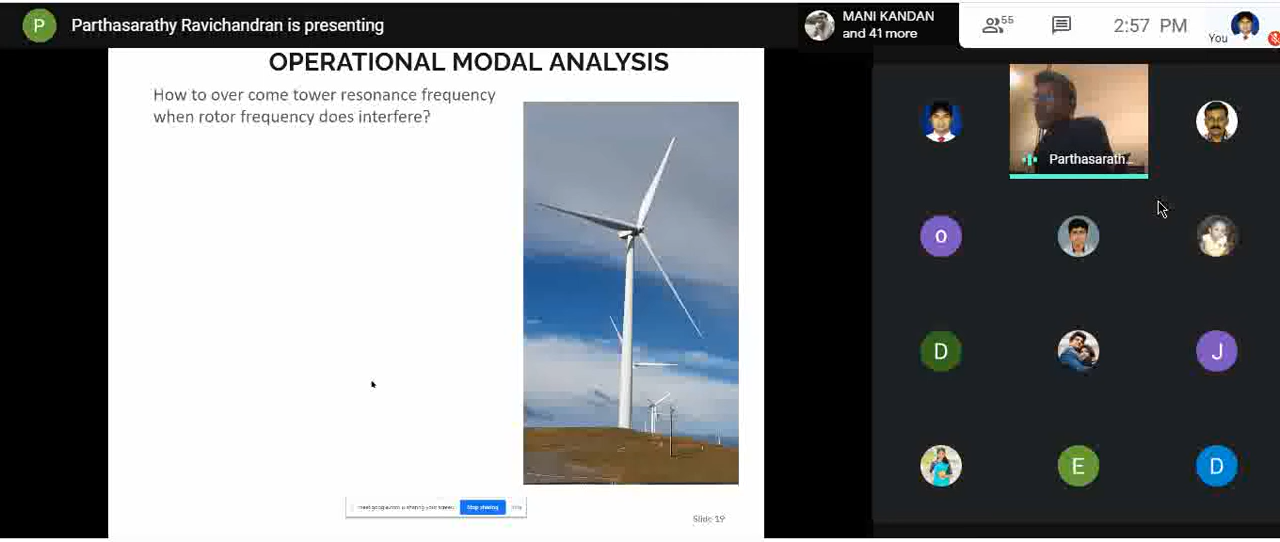 P
Parthasarathy Ravichandran is presenting
MANI KANDAN
and 41 more
55
2:57 PM
You
OPERATIONAL MODAL ANALYSIS
How to over come tower resonance frequency
when rotor frequency does interfere?
Parthasarath...
O
D
J
E
D
Stop sharing
Slide 19